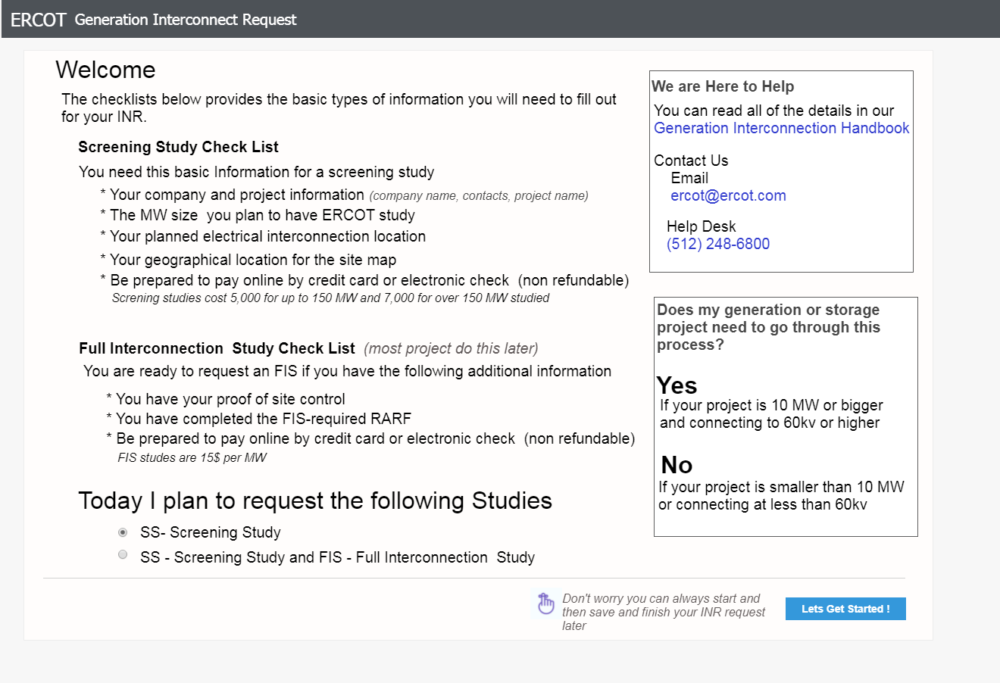 ERCOT Generation Interconnect Request
Welcome
The checklists below provides the basic types of information you will need to fill out
for your INR.
Screening Study Check List
You need this basic Information for a screening study
* Your company and project information (company name, contacts, project name)
* The MW size you plan to have ERCOT study
* Your planned electrical interconnection location
* Your geographical location for the site map
* Be prepared to pay online by credit card or electronic check (non refundable)
Screning studies cost 5,000 for up to 150 MW and 7,000 for over 150 MW studied
Full Interconnection Study Check List (most project do this later)
You are ready to request an FIS if you have the following additional information
* You have your proof of site control
* You have completed the FIS-required RARF
* Be prepared to pay online by credit card or electronic check (non refundable)
FIS studes are 15$ per MW
Today I plan to request the following Studies
SS- Screening Study
SS - Screening Study and FIS - Full Interconnection Study
We are Here to Help
You can read all of the details in our
Generation Interconnection Handbook
Contact Us
Email
ercot@ercot.com
Help Desk
(512) 248-6800
Does my generation or storage
project need to go through this
process?
Yes
If your project is 10 MW or bigger
and connecting to 60kv or higher
No
If your project is smaller than 10 MW
or connecting at less than 60kv
Don't worry you can always start and
then save and finish your INR request
later
Lets Get Started !